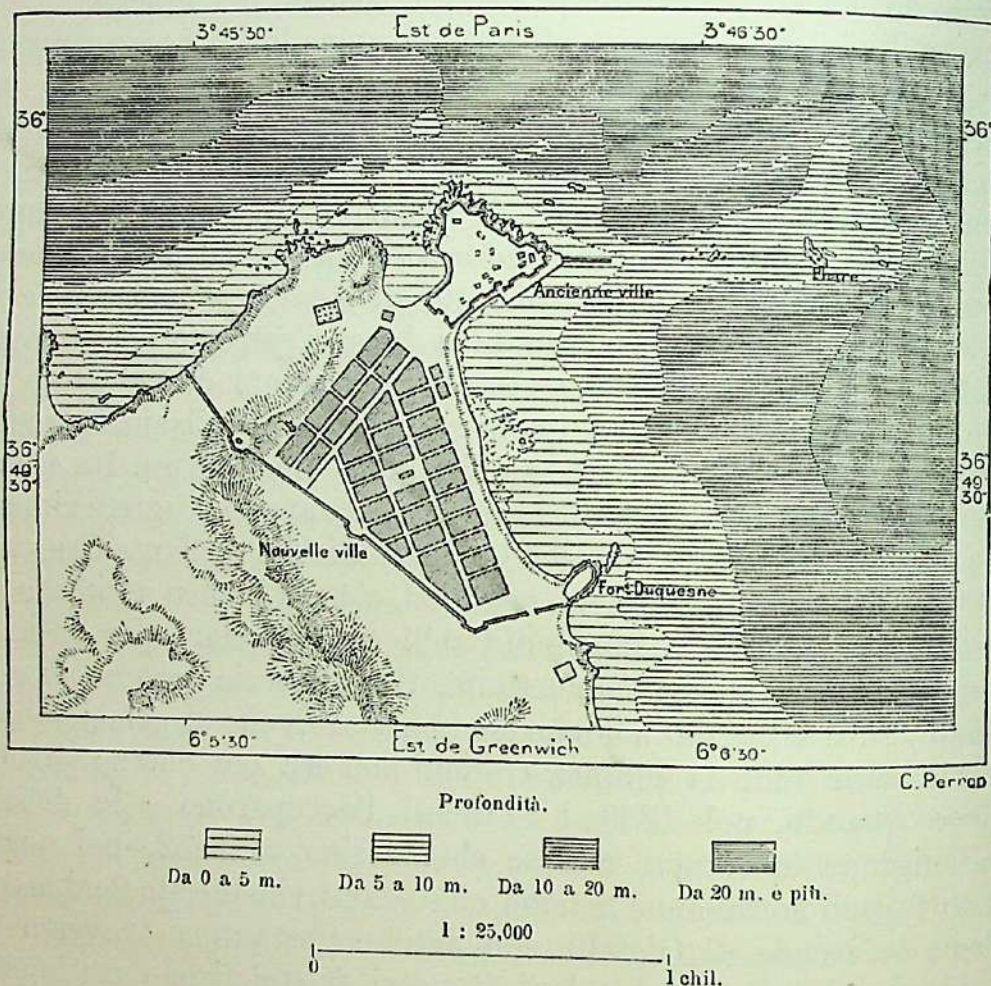 3°45'30" Est de Paris 3°46'30"
36° 36°
Ancienne ville
Phare
36° 36°
49' 49'
30" 30"
Nouvelle ville
Fort Duquesne
6°5'30" Est de Greenwich 6°6'30"
C. Perron
Profondità.
Da 0 a 5 m. Da 5 a 10 m. Da 10 a 20 m. Da 20 m. e più.
1 : 25,000
0 1 chil.